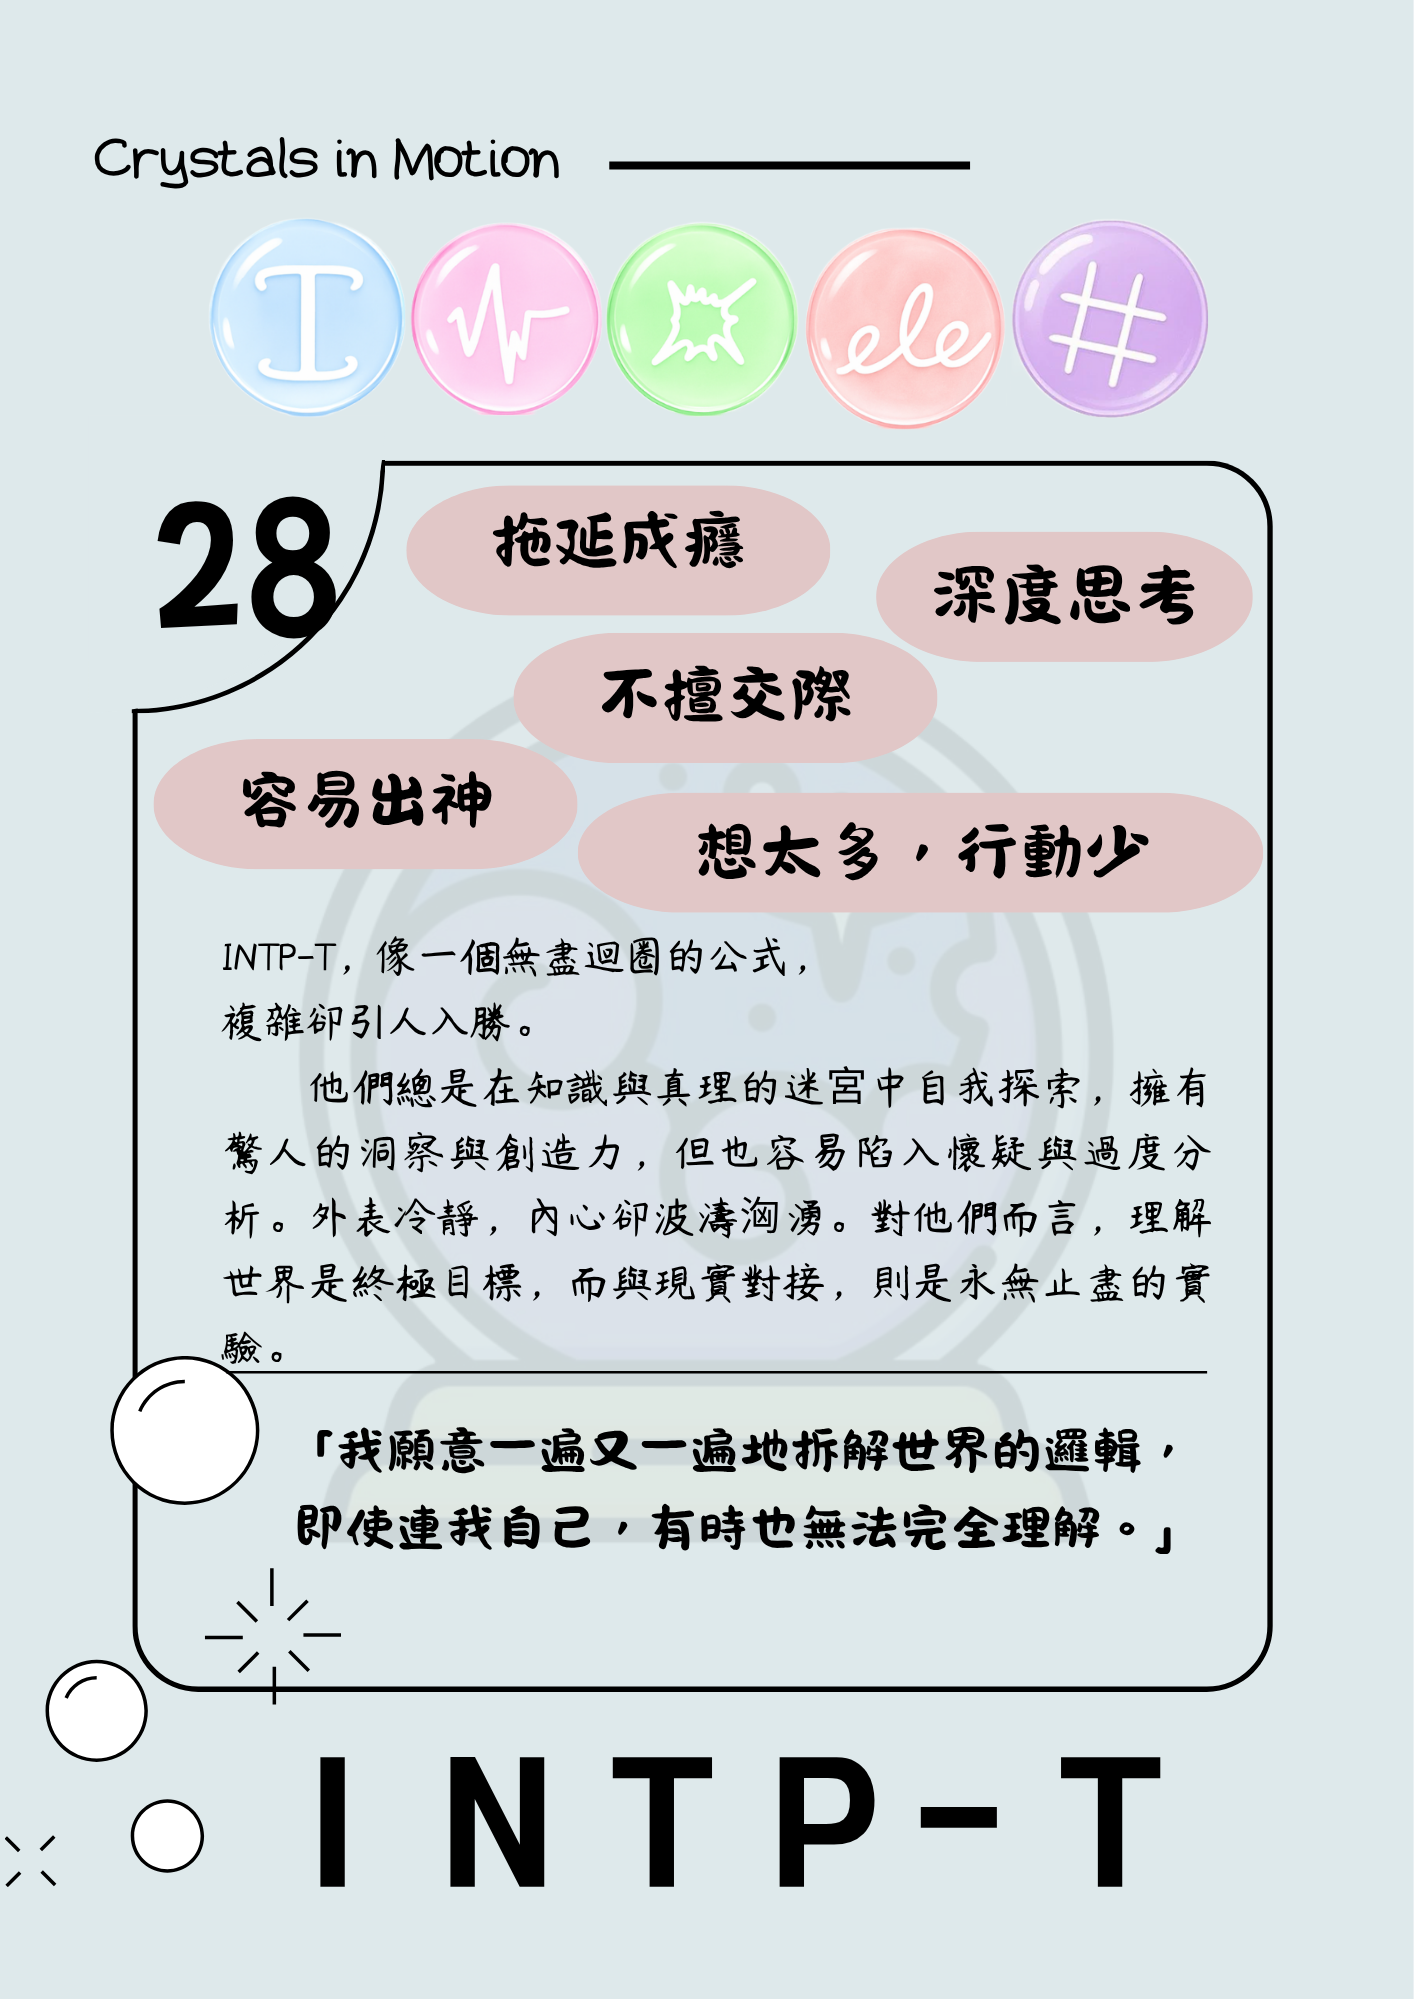 Crystals in Motion
I
ele
#
28
拖延成癮
深度思考
不擅交際
容易出神
想太多，行動少
INTP-T，像一個無盡迴圈的公式，
複雜卻引人入勝。
他們總是在知識與真理的迷宮中自我探索，擁有
驚人的洞察與創造力，但也容易陷入懷疑與過度分
析。外表冷靜，內心卻波濤洶湧。對他們而言，理解
世界是終極目標，而與現實對接，則是永無止盡的實
驗。
「我願意一遍又一遍地拆解世界的邏輯，
即使連我自己，有時也無法完全理解。」
INTP-T